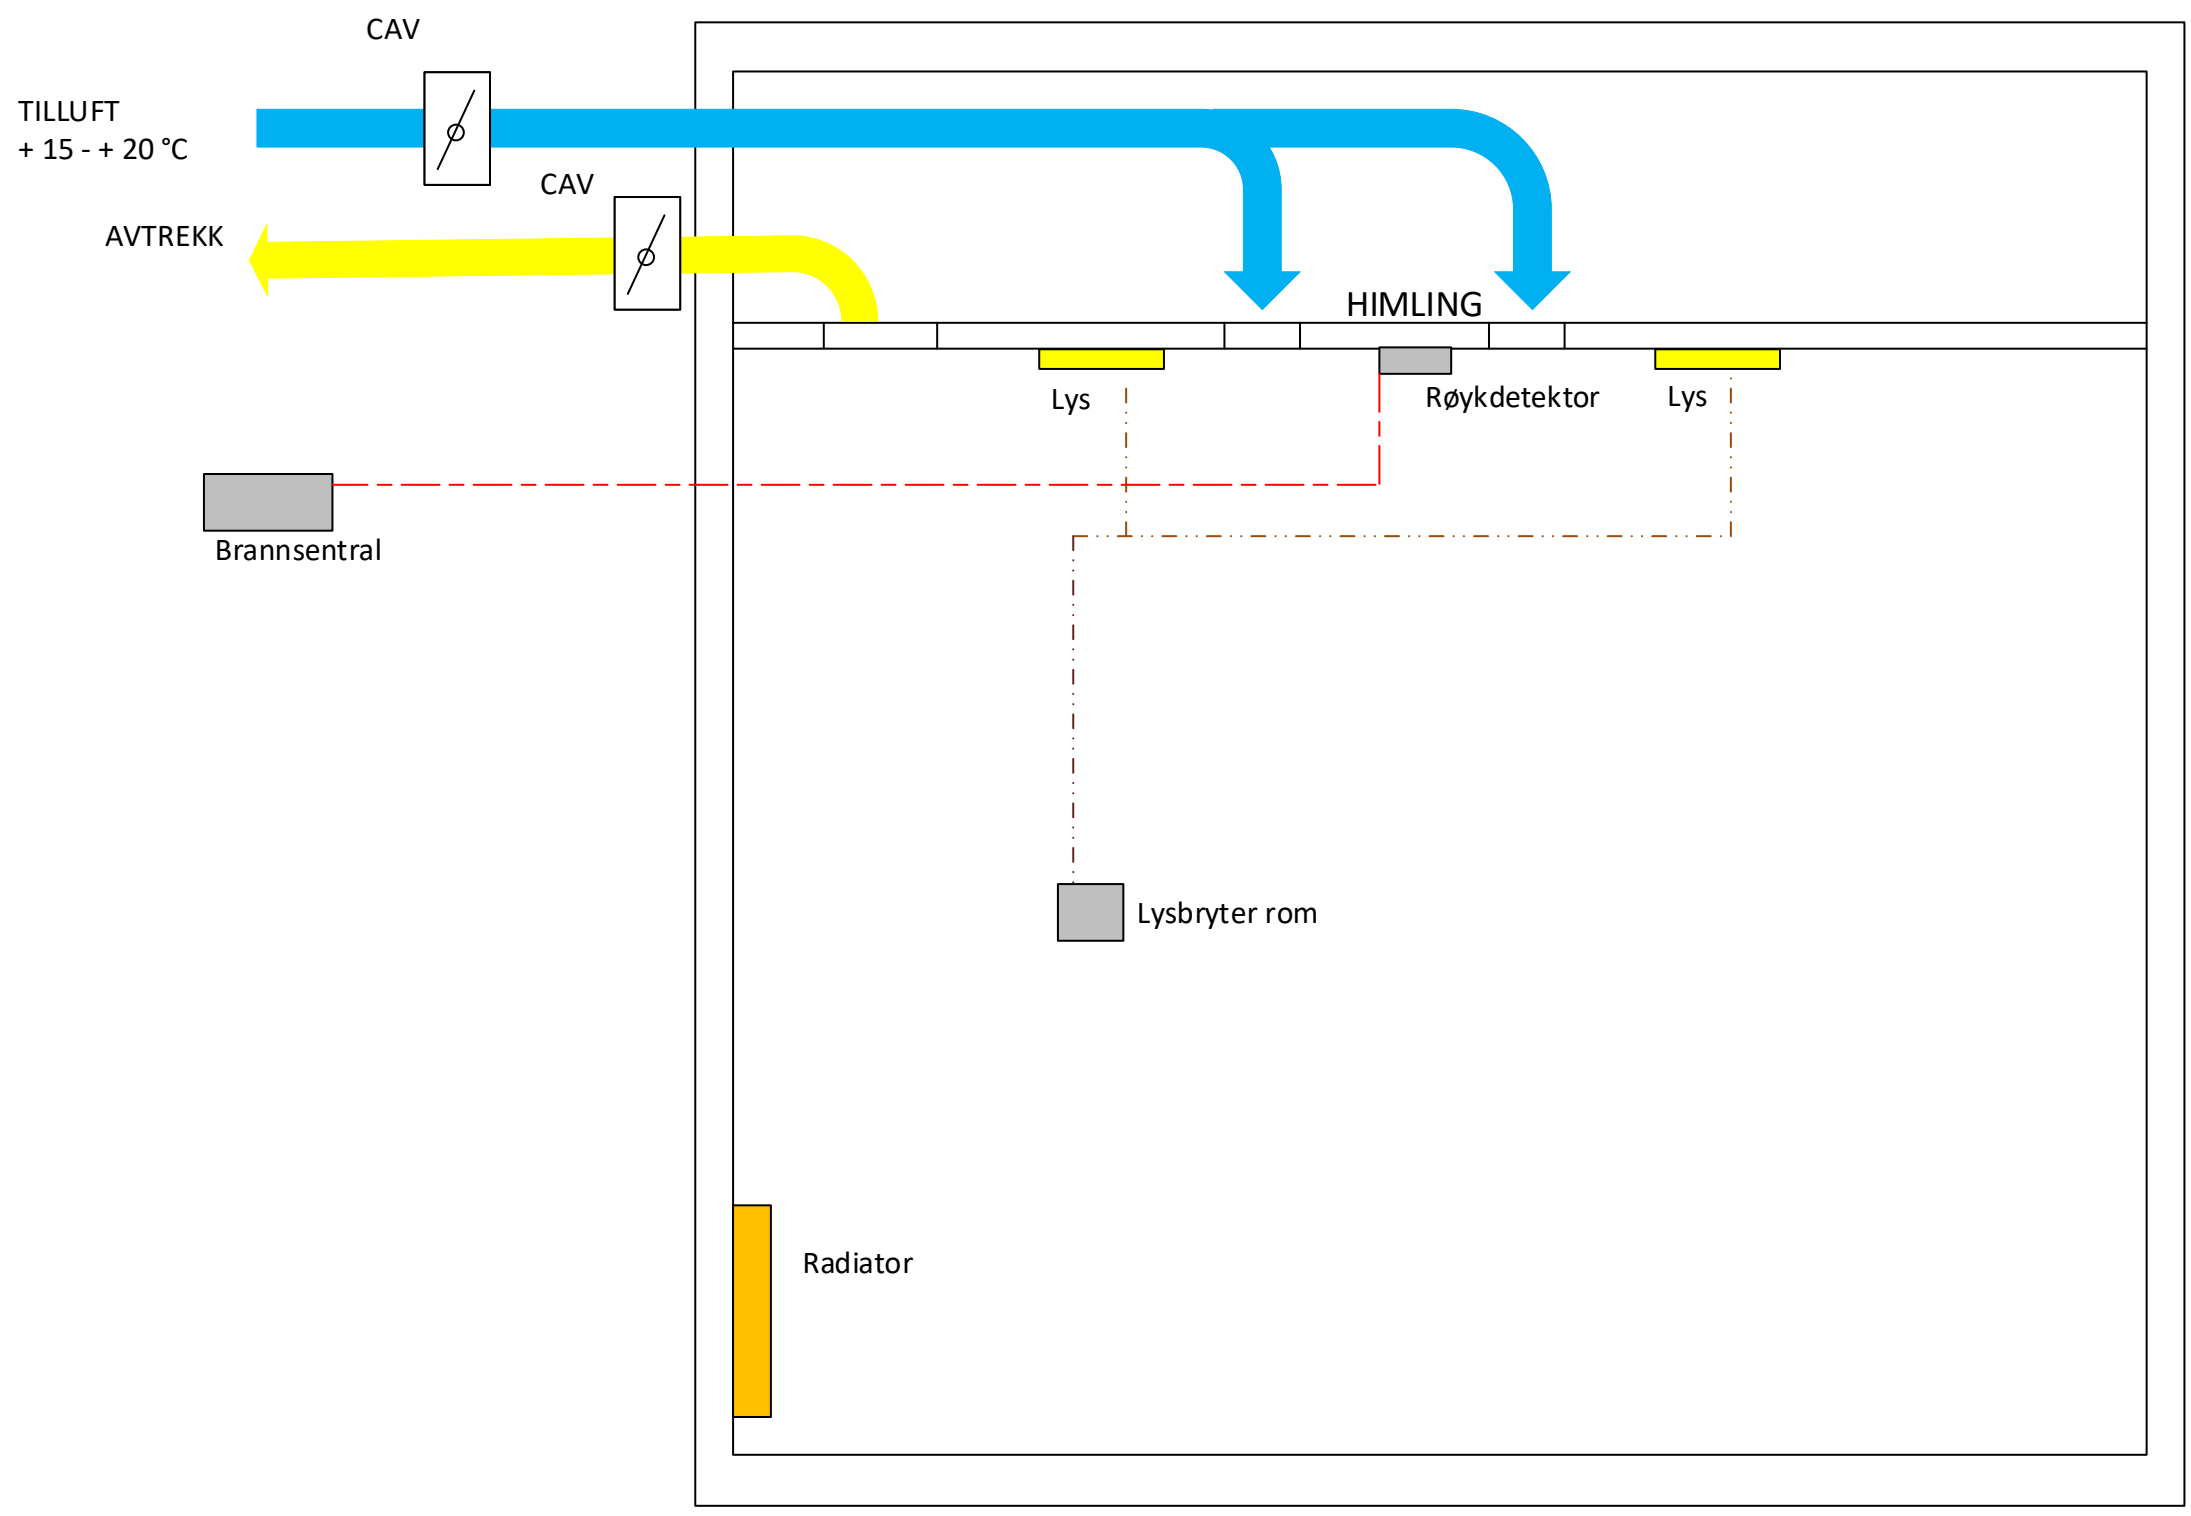 CAV
TILLUFT
+ 15 - + 20 °C
CAV
AVTREKK
HIMLING
Lys
Røykdetektor
Lys
Brannsentral
Lysbryter rom
Radiator